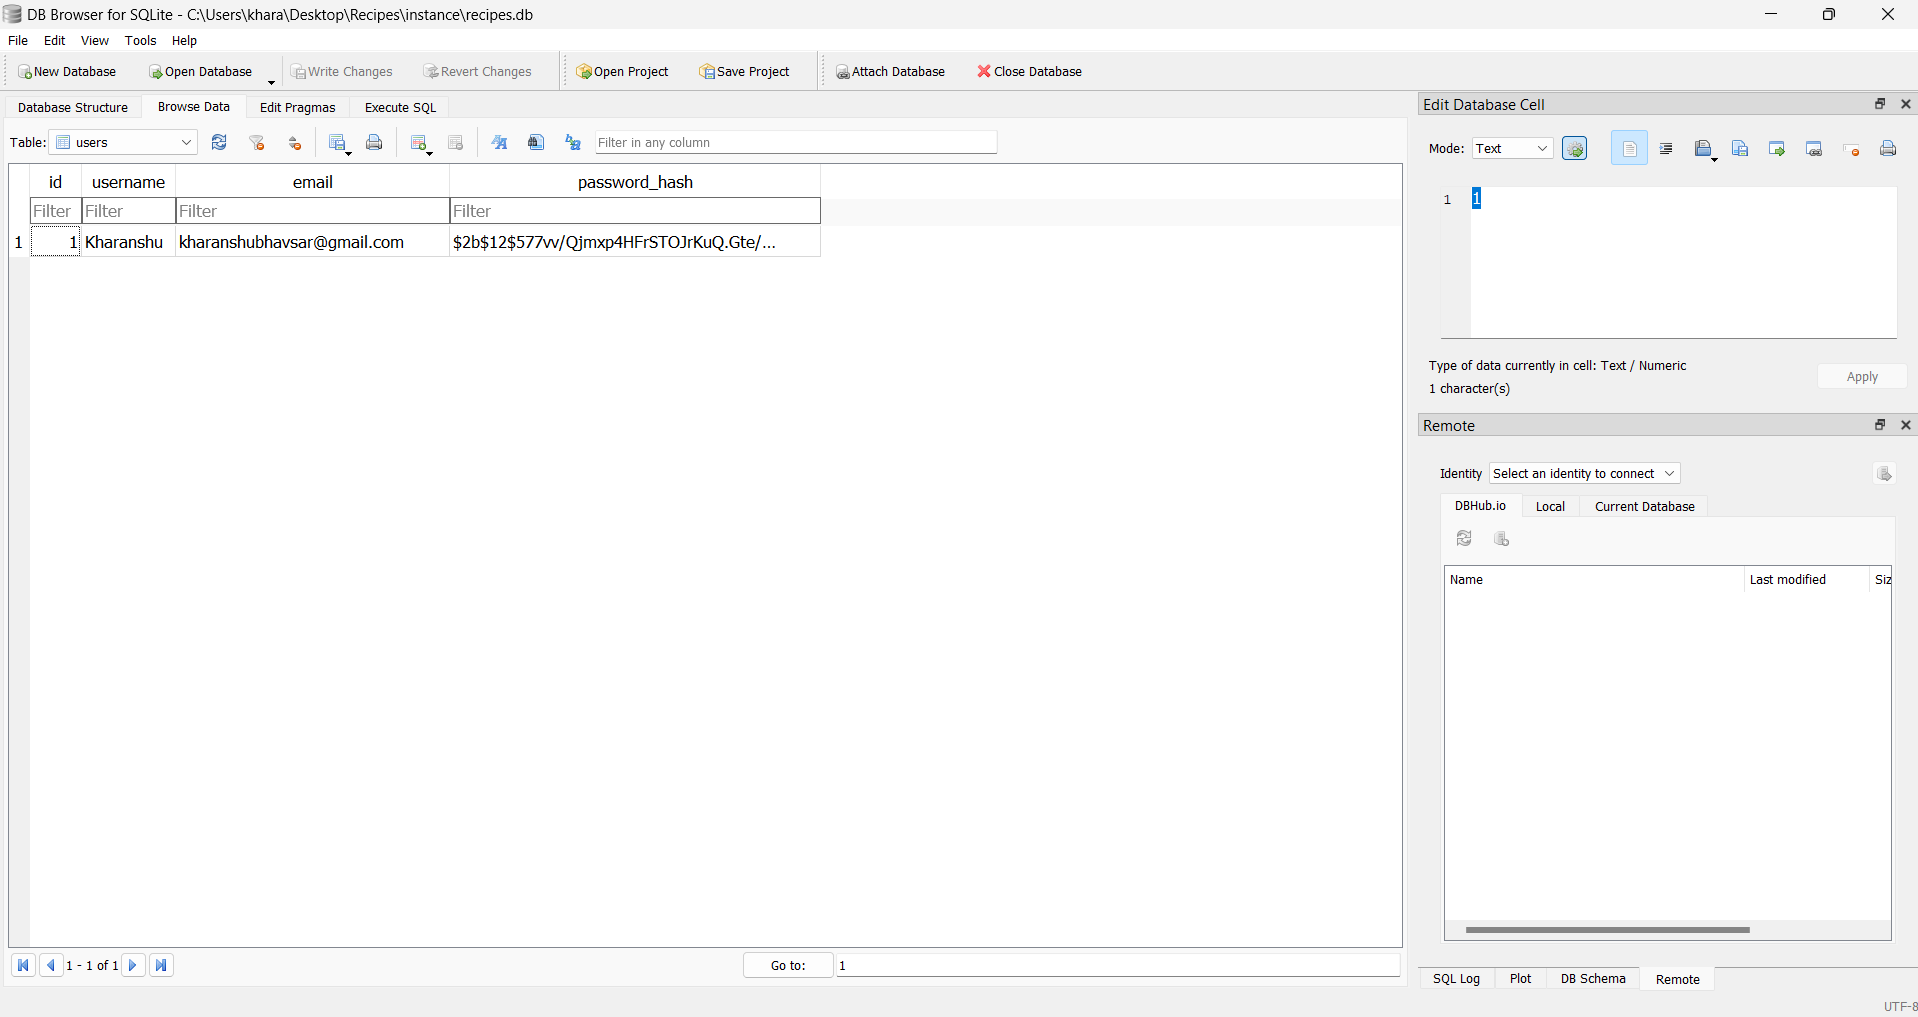 DB Browser for SQLite - C:\Users\khara\Desktop\Recipes\instance\recipes.db
File Edit View Tools Help
New Database Open Database Write Changes Revert Changes Open Project Save Project Attach Database Close Database
Database Structure Browse Data Edit Pragmas Execute SQL
Table: users Filter in any column
id username email password_hash
Filter Filter Filter Filter
1 1 Kharanshu kharanshubhavsar@gmail.com $2b$12$577vv/Qjmxp4HFrSTOJrKuQ.Gte/...
1 - 1 of 1 Go to: 1
Edit Database Cell
Mode: Text
1 1
Type of data currently in cell: Text / Numeric
1 character(s)
Apply
Remote
Identity Select an identity to connect
DBHub.io Local Current Database
Name Last modified Siz
SQL Log Plot DB Schema Remote
UTF-8